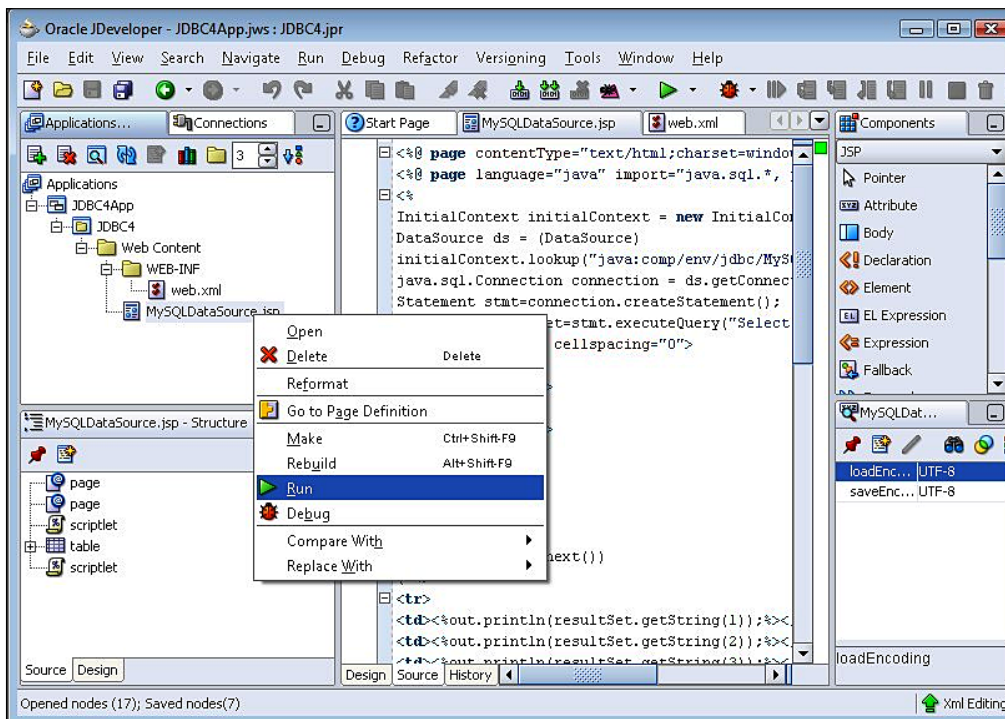 Oracle JDeveloper - JDBC4App.jws : JDBC4.jpr
File Edit View Search Navigate Run Debug Refactor Versioning Tools Window Help
Applications...
Connections
3
Applications
JDBC4App
JDBC4
Web Content
WEB-INF
web.xml
MySQLDataSource.jsp
Open
Delete Delete
Reformat
Go to Page Definition
Make Ctrl+Shift-F9
Rebuild Alt+Shift-F9
Run
Debug
Compare With
Replace With
MySQLDataSource.jsp - Structure
page
page
scriptlet
table
scriptlet
Source Design
Start Page
MySQLDataSource.jsp
web.xml
<%@ page contentType="text/html;charset=window
<%@ page language="java" import="java.sql.*,
<%
InitialContext initialContext = new InitialCo
DataSource ds = (DataSource)
initialContext.lookup("java:comp/env/jdbc/MyS
java.sql.Connection connection = ds.getConnec
Statement stmt=connection.createStatement();
et=stmt.executeQuery("Select
cellspacing="0">
next())
<tr>
<td><%out.println(resultSet.getString(1));%><
<td><%out.println(resultSet.getString(2));%><
<td><%out.println(resultSet.getString(3));%><
Design Source History
Components
JSP
Pointer
Attribute
Body
Declaration
Element
EL Expression
Expression
Fallback
MySQLDat...
loadEnc... UTF-8
saveEnc... UTF-8
loadEncoding
Opened nodes (17); Saved nodes(7)
Xml Editing